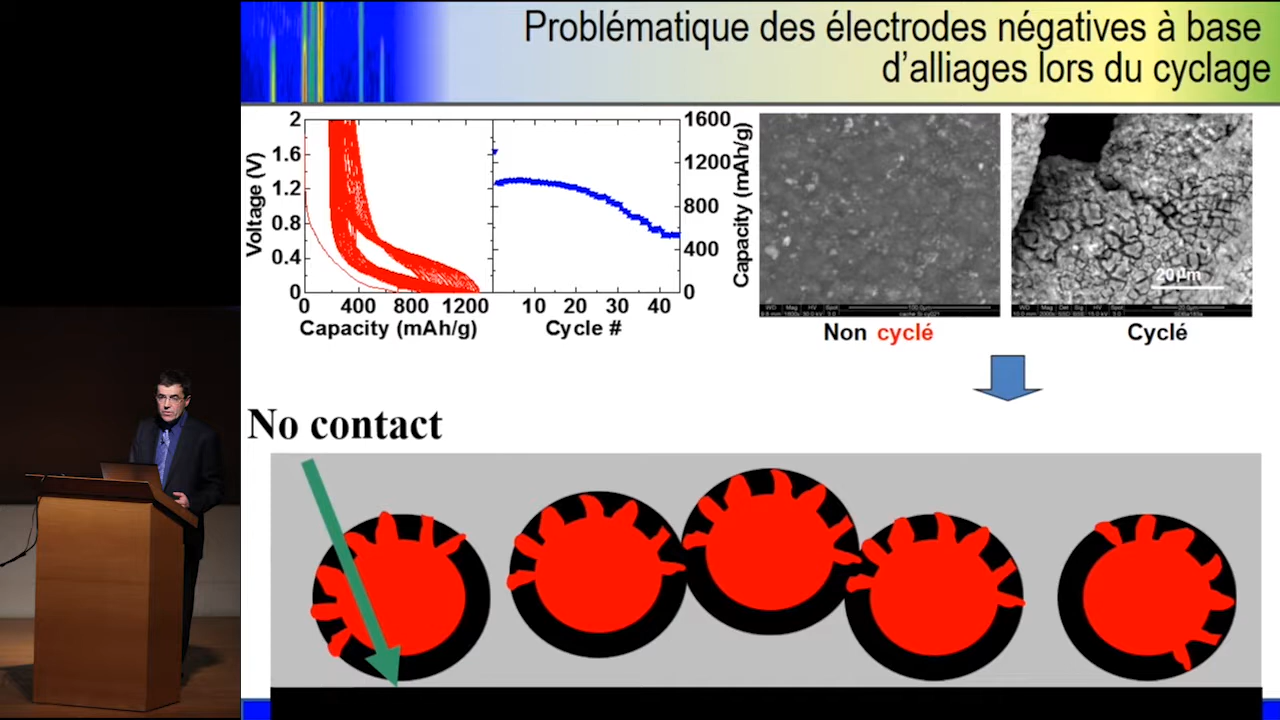 Problématique des électrodes négatives à base
d'alliages lors du cyclage
Voltage (V)
2
1.6
1.2
0.8
0.4
0
0 400 800 1200
Capacity (mAh/g)
1600
1200
800
400
0
Capacity (mAh/g)
10 20 30 40
Cycle #
20µm
Non cyclé
Cyclé
No contact